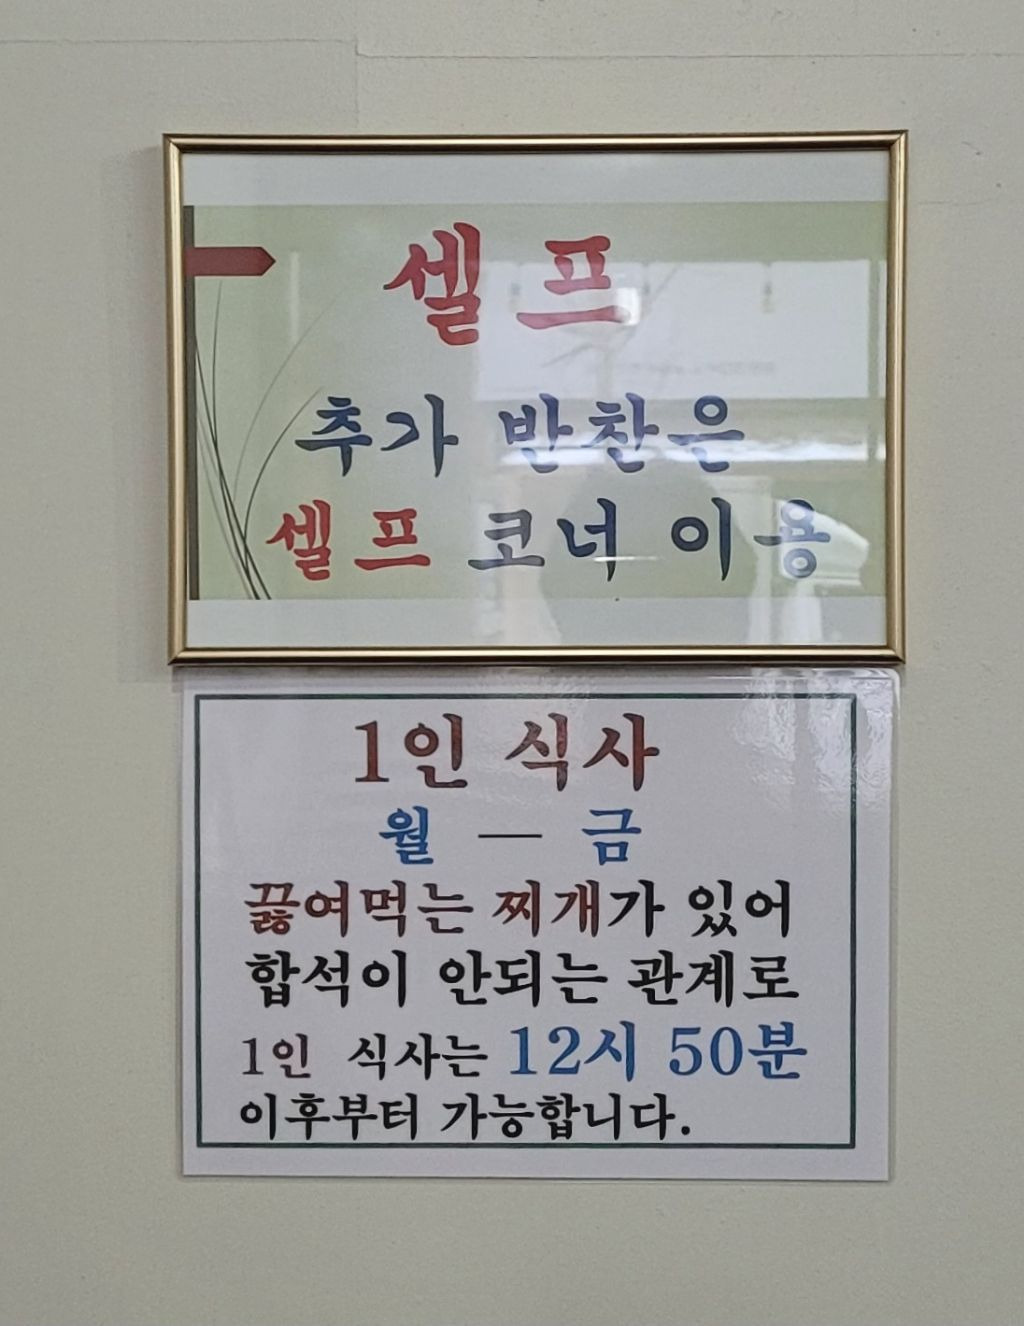 셀프
추가 반찬은
셀프 코너 이용
1인 식사
월 — 금
끓여먹는 찌개가 있어
합석이 안되는 관계로
1인 식사는 12시 50분
이후부터 가능합니다.